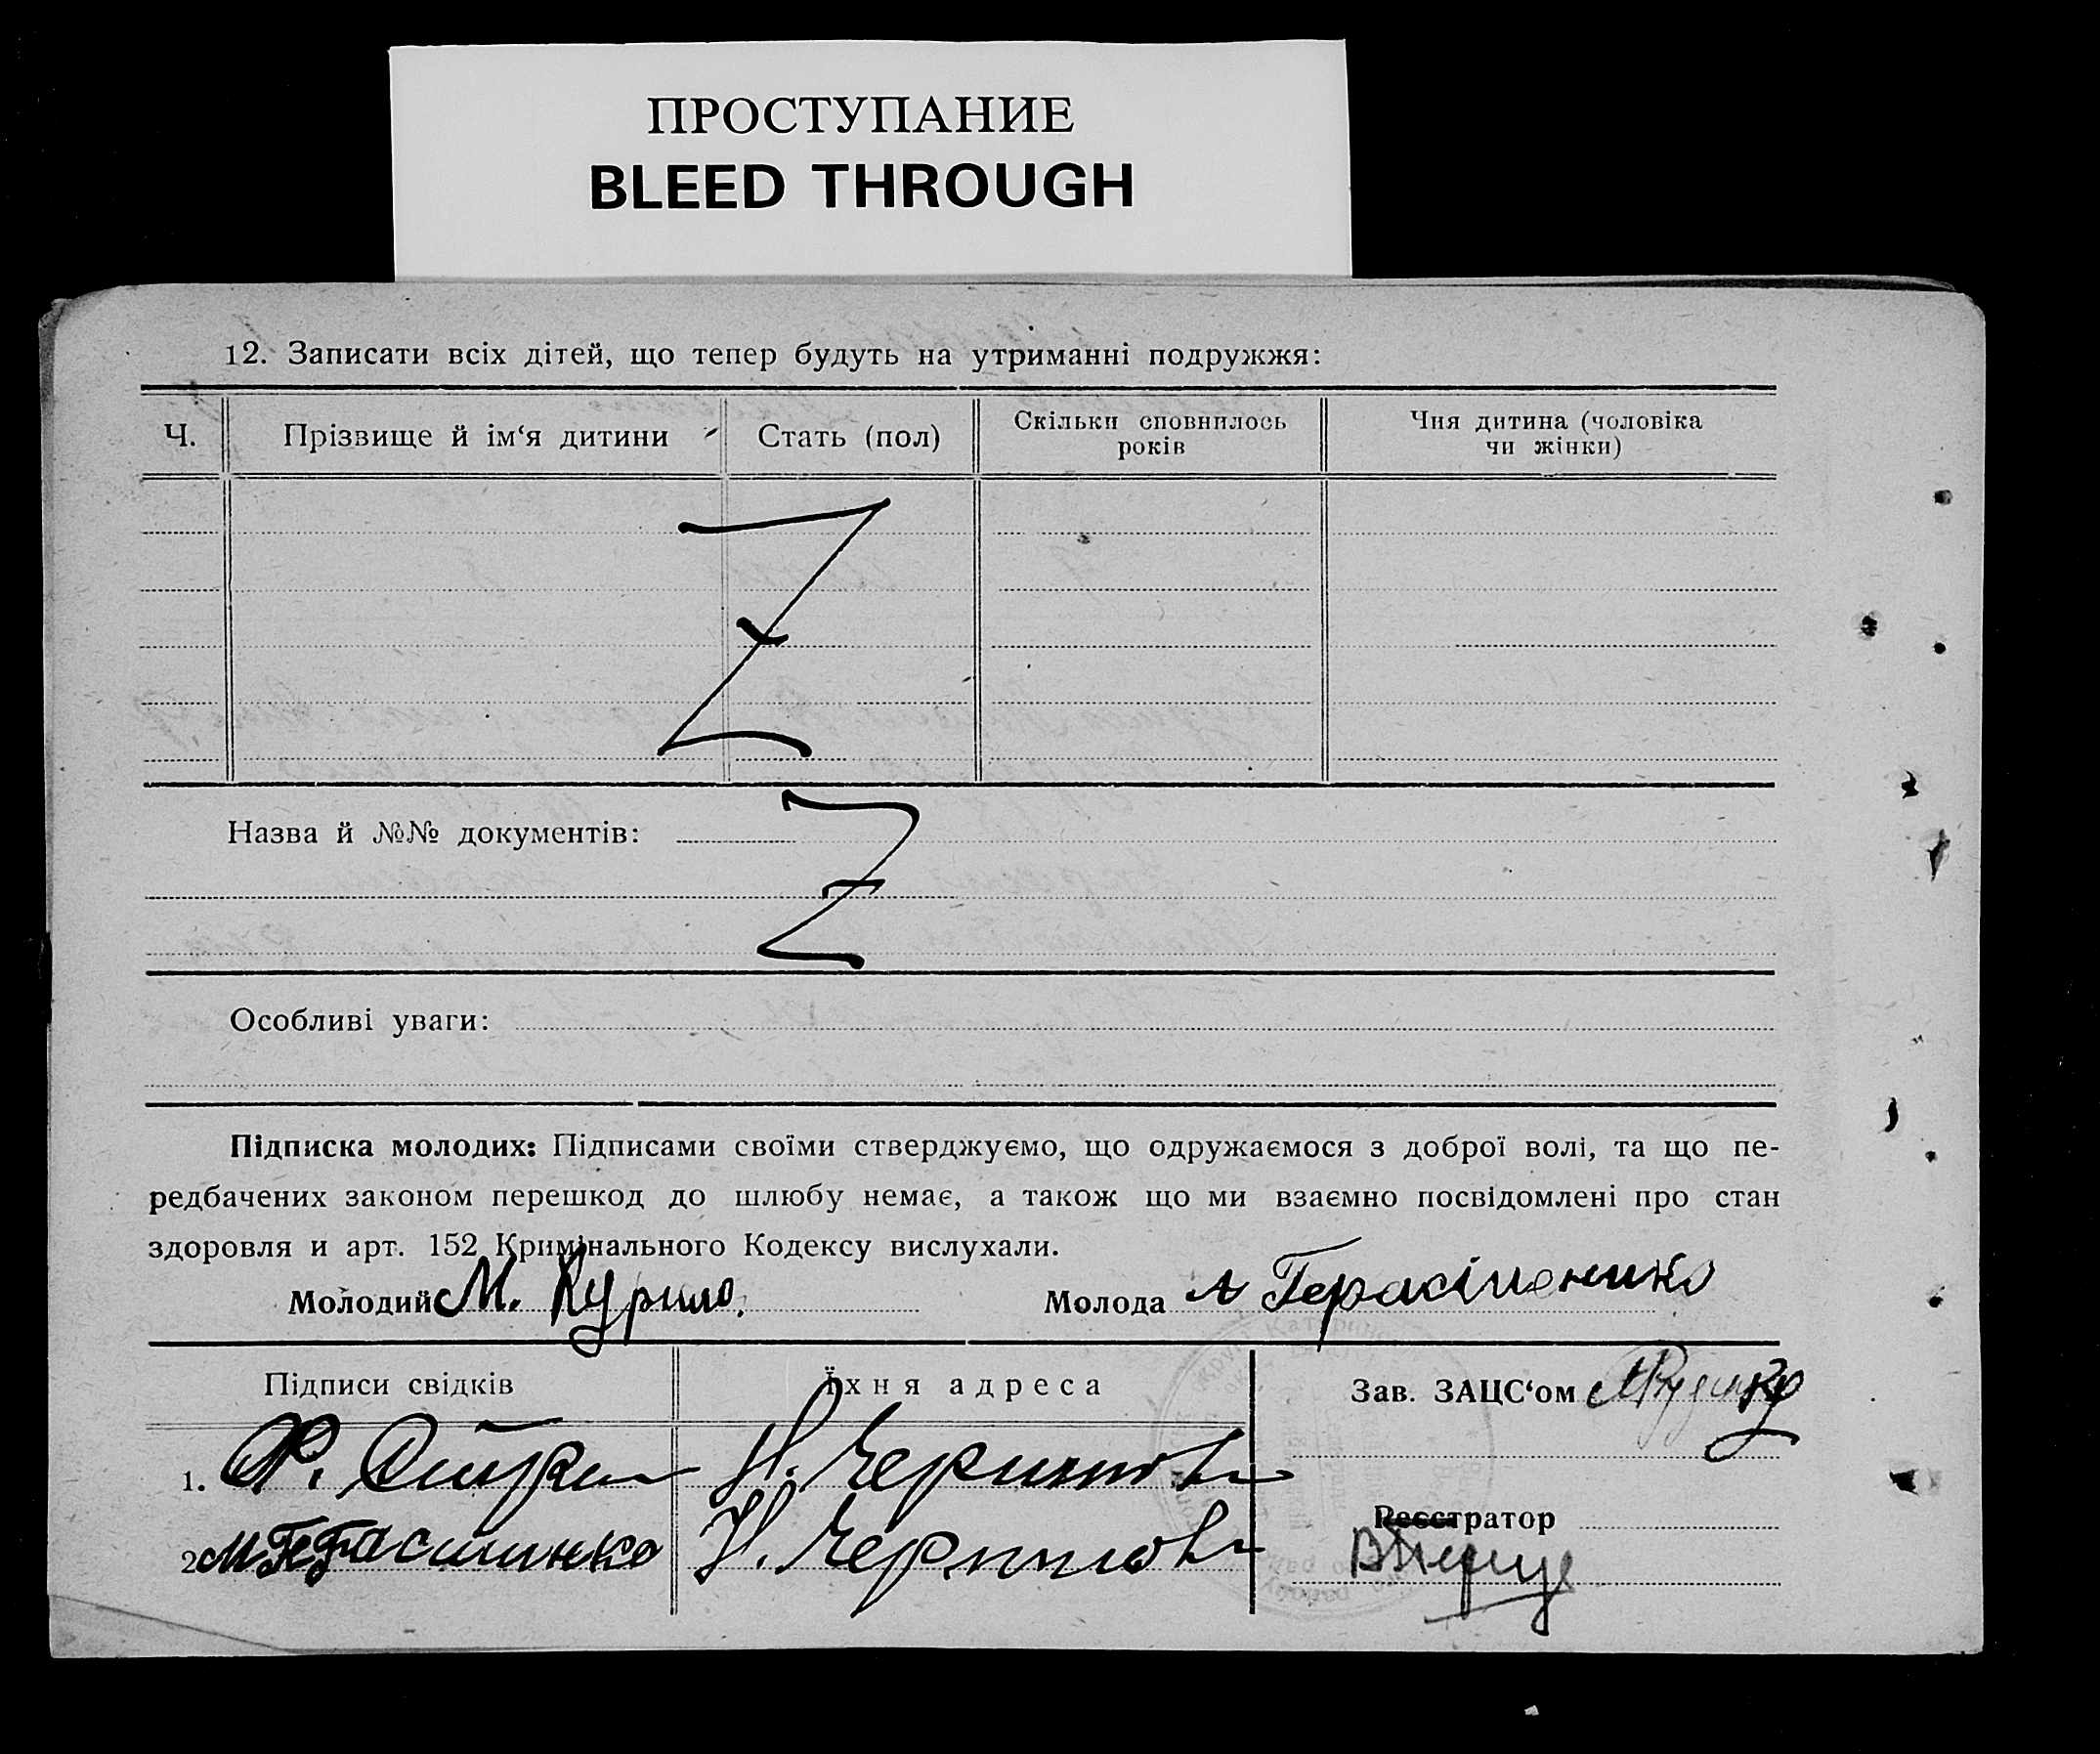 ПРОСТУПАНИЕ
BLEED THROUGH
12. Записати всіх дітей, що тепер будуть на утриманні подружжя:
Ч. Прізвище й ім‘я дитини Стать (пол) Скільки сповнилось років Чия дитина (чоловіка чи жінки)
Z
Назва й №№ документів:
Z
Особливі уваги:
Підписка молодих: Підписами своїми стверджуємо, що одружаємося з доброї волі, та що пе-
редбачених законом перешкод до шлюбу немає, а також що ми взаємно посвідомлені про стан
здоровля и арт. 152 Кримінального Кодексу вислухали.
Молодий М. Курило. Молода Герасіменико
Підписи свідків Їхня адреса Зав. ЗАЦС‘ом
1. Ф.
2. М
Реєстратор